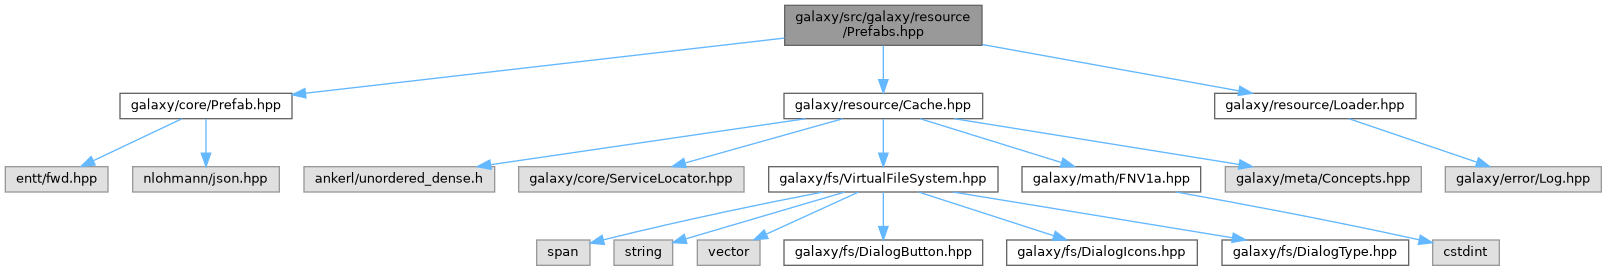 galaxy/src/galaxy/resource
/Prefabs.hpp
galaxy/core/Prefab.hpp
galaxy/resource/Cache.hpp
galaxy/resource/Loader.hpp
entt/fwd.hpp
nlohmann/json.hpp
ankerl/unordered_dense.h
galaxy/core/ServiceLocator.hpp
galaxy/fs/VirtualFileSystem.hpp
galaxy/math/FNV1a.hpp
galaxy/meta/Concepts.hpp
galaxy/error/Log.hpp
span
string
vector
galaxy/fs/DialogButton.hpp
galaxy/fs/DialogIcons.hpp
galaxy/fs/DialogType.hpp
cstdint